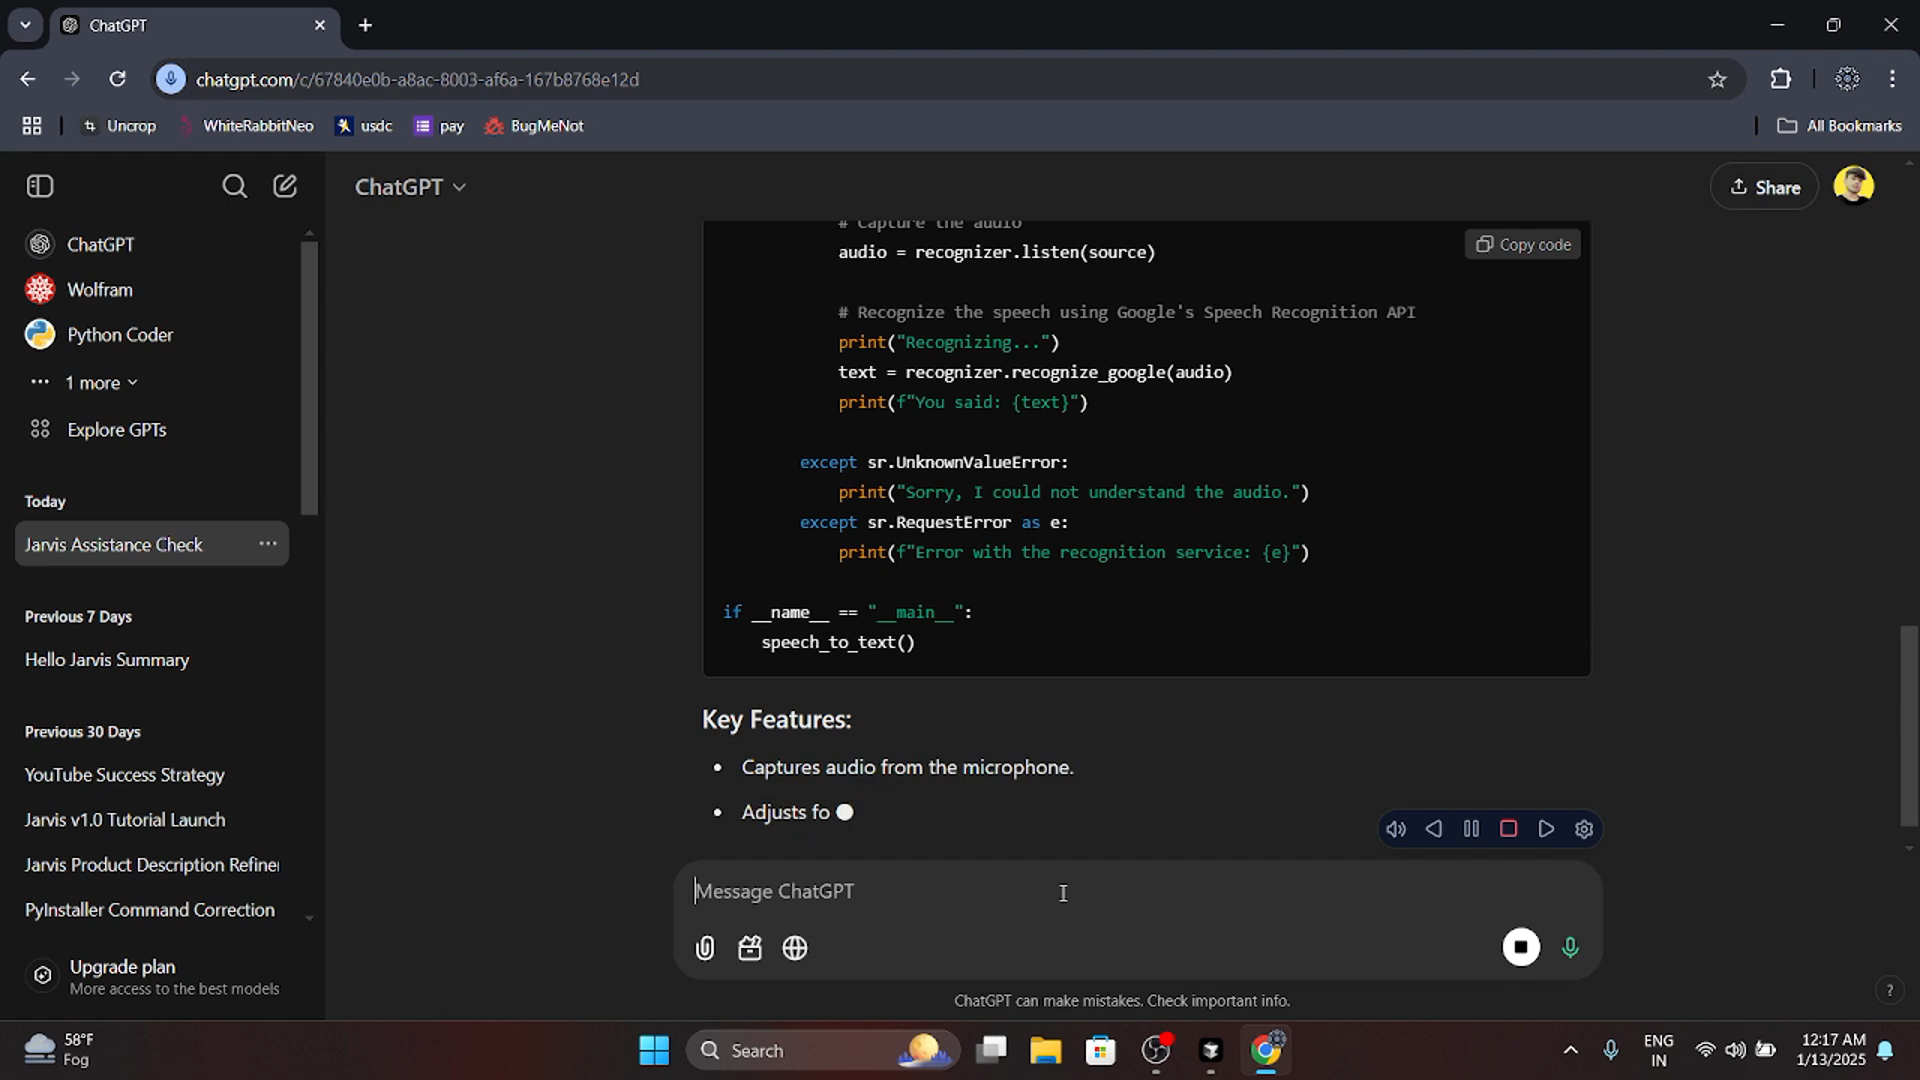 ChatGPT
chatgpt.com/c/67840e0b-a8ac-8003-af6a-167b8768e12d
Uncrop
WhiteRabbitNeo
usdc
pay
BugMeNot
All Bookmarks
ChatGPT
Wolfram
Python Coder
1 more
Explore GPTs
Today
Jarvis Assistance Check
Previous 7 Days
Hello Jarvis Summary
Previous 30 Days
YouTube Success Strategy
Jarvis v1.0 Tutorial Launch
Jarvis Product Description Refiner
PyInstaller Command Correction
Upgrade plan
More access to the best models
ChatGPT
Share
# Capture the audio
Copy code
audio = recognizer.listen(source)
# Recognize the speech using Google's Speech Recognition API
print("Recognizing...")
text = recognizer.recognize_google(audio)
print(f"You said: {text}")
except sr.UnknownValueError:
print("Sorry, I could not understand the audio.")
except sr.RequestError as e:
print(f"Error with the recognition service: {e}")
if __name__ == "__main__":
speech_to_text()
Key Features:
• Captures audio from the microphone.
• Adjusts fo
Message ChatGPT
ChatGPT can make mistakes. Check important info.
?
58°F
Fog
Search
ENG
IN
12:17 AM
1/13/2025